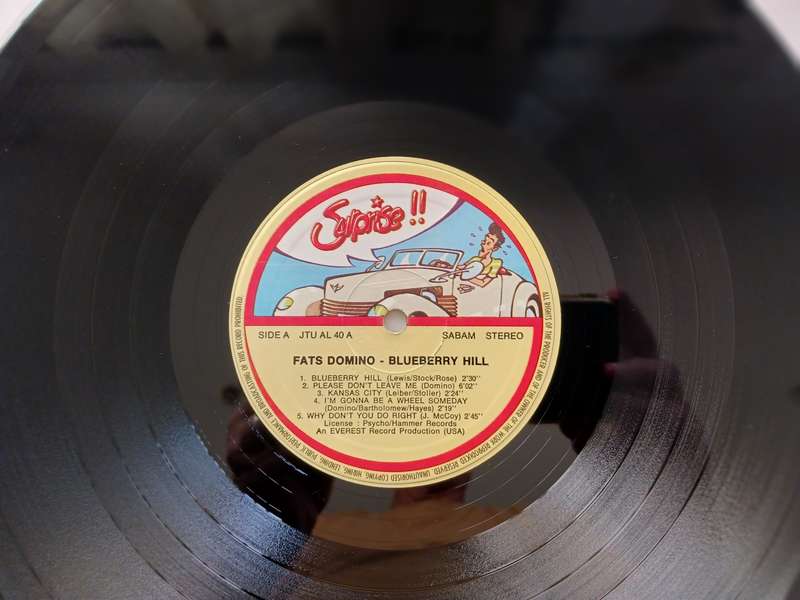 Surprise!!
SIDE A JTU AL 40 A SABAM STEREO
FATS DOMINO - BLUEBERRY HILL
1. BLUEBERRY HILL (Lewis/Stock/Rose) 2'30"
2. PLEASE DON'T LEAVE ME (Domino) 6'02"
3. KANSAS CITY (Leiber/Stolier) 2'24"
4. I'M GONNA BE A WHEEL SOMEDAY
(Domino/Bartholomew/Hayes) 2'19"
5. WHY DON'T YOU DO RIGHT (J. McCoy) 2'45"
License : Psycho/Hammer Records
An EVEREST Record Production (USA)
ALL RIGHTS OF THE PRODUCER AND OF THE OWNER OF THE WORK REPRODUCED RESERVED. UNAUTHORISED COPYING, HIRING, LENDING, PUBLIC PERFORMANCE AND BROADCASTING OF THIS RECORD PROHIBITED